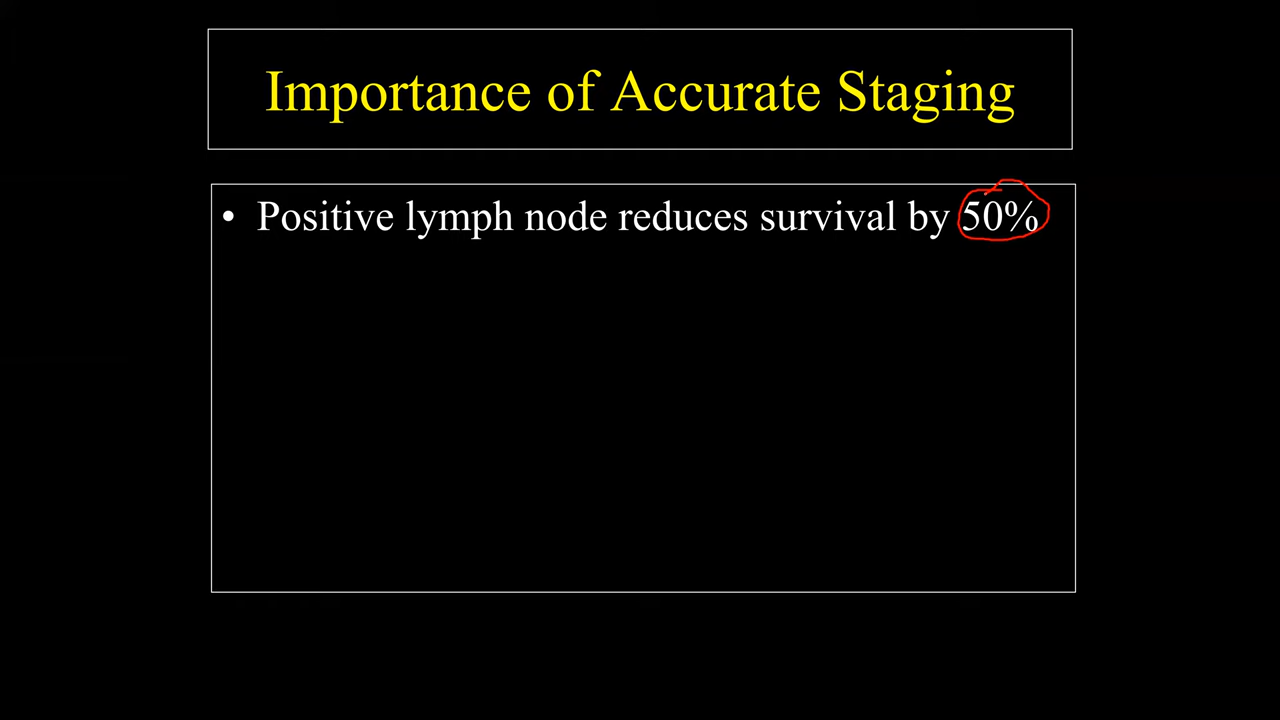 Importance of Accurate Staging
• Positive lymph node reduces survival by 50%